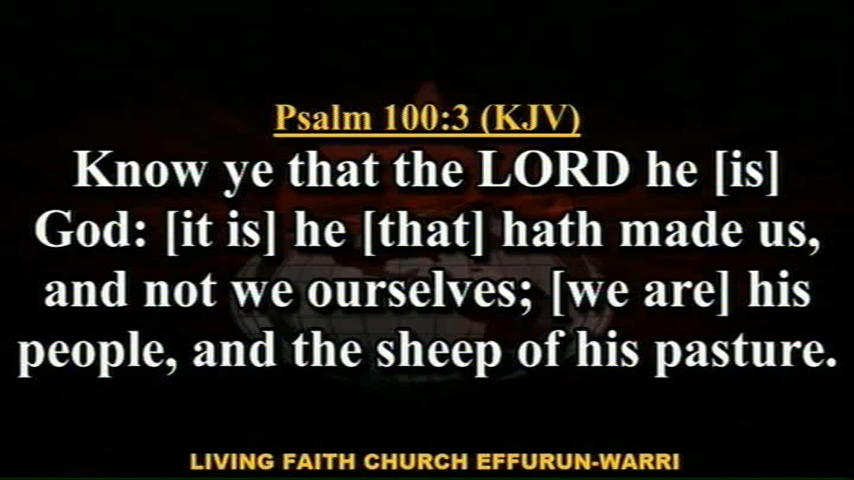 Psalm 100:3 (KJV)
Know ye that the LORD he [is]
God: [it is] he [that] hath made us,
and not we ourselves; [we are] his
people, and the sheep of his pasture.
LIVING FAITH CHURCH EFFURUN-WARRI